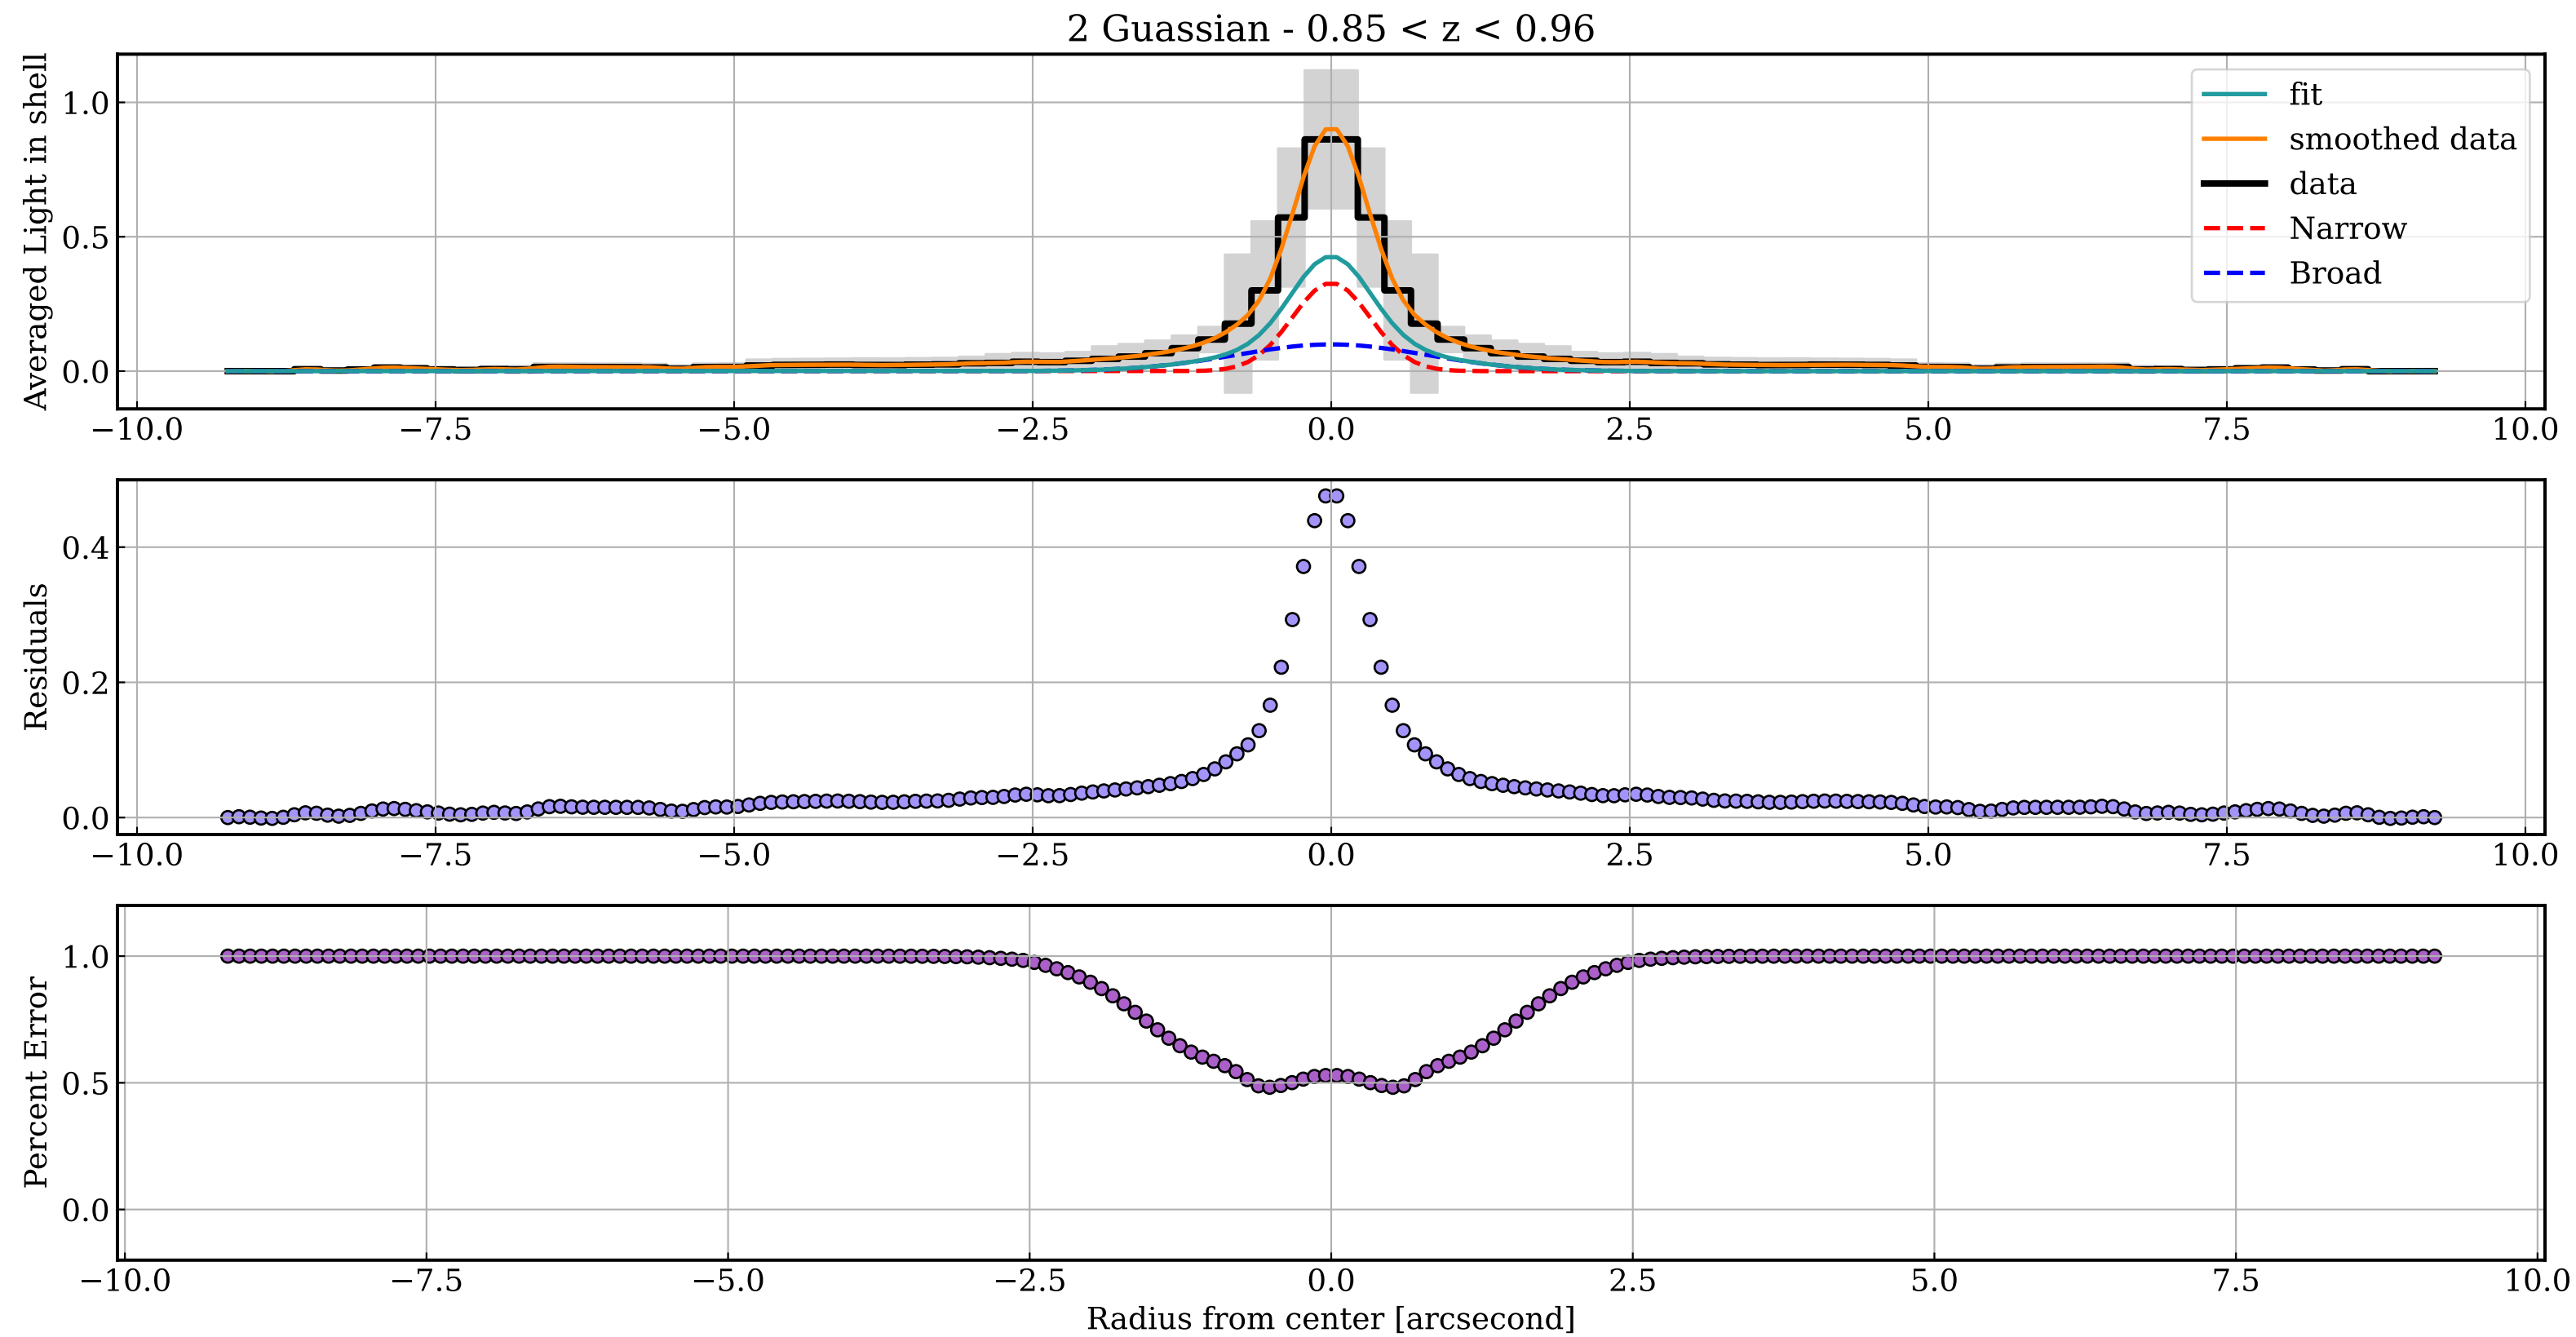 2 Guassian - 0.85 < z < 0.96
Averaged Light in shell
1.0
0.5
0.0
−10.0 −7.5 −5.0 −2.5 0.0 2.5 5.0 7.5 10.0
fit
smoothed data
data
Narrow
Broad
Residuals
0.4
0.2
0.0
−10.0 −7.5 −5.0 −2.5 0.0 2.5 5.0 7.5 10.0
Percent Error
1.0
0.5
0.0
−10.0 −7.5 −5.0 −2.5 0.0 2.5 5.0 7.5 10.0
Radius from center [arcsecond]